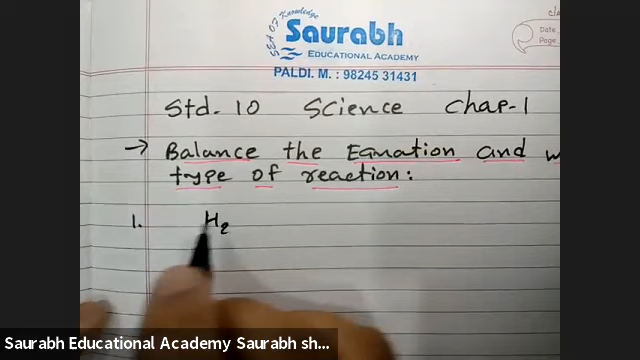 SEA OF Knowledge
Saurabh
EDUCATIONAL ACADEMY
PALDI. M. : 98245 31431
Date
Page
Std. 10 Science Chap-1
→ Balance the Equation and
type of reaction:
1. H2
Saurabh Educational Academy Saurabh sh...